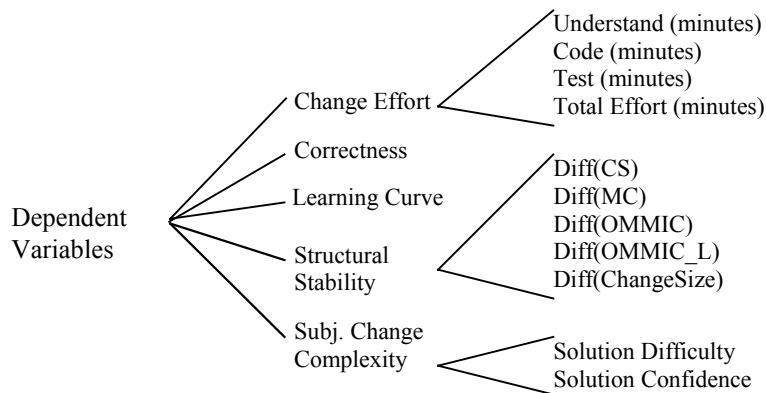 Dependent
Variables
Change Effort
Correctness
Learning Curve
Structural
Stability
Subj. Change
Complexity
Understand (minutes)
Code (minutes)
Test (minutes)
Total Effort (minutes)
Diff(CS)
Diff(MC)
Diff(OMMIC)
Diff(OMMIC_L)
Diff(ChangeSize)
Solution Difficulty
Solution Confidence